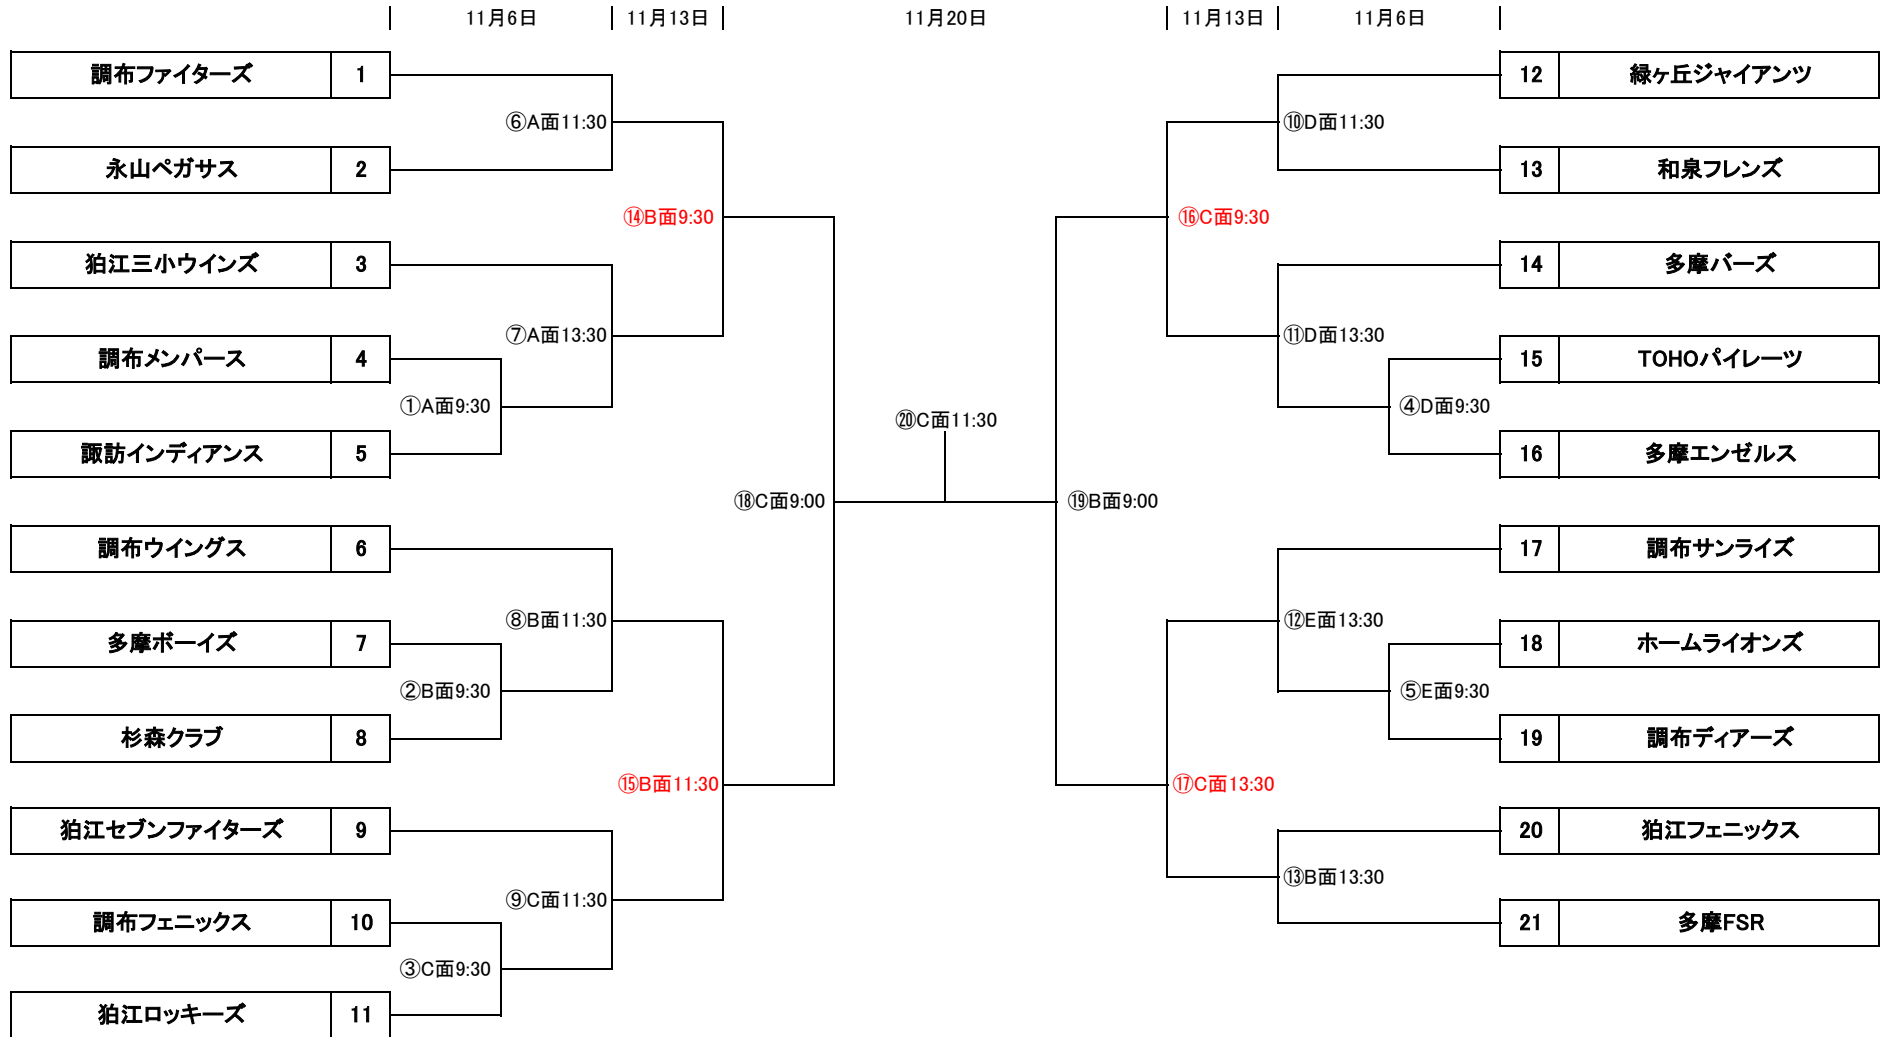 11月6日 11月13日 11月20日 11月13日 11月6日
調布ファイターズ 1
12 緑ヶ丘ジャイアンツ
⑥A面11:30
⑩D面11:30
永山ペガサス 2
13 和泉フレンズ
⑭B面9:30
⑯C面9:30
狛江三小ウインズ 3
14 多摩バーズ
⑦A面13:30
⑪D面13:30
調布メンパース 4
15 TOHOパイレーツ
①A面9:30
④D面9:30
⑳C面11:30
諏訪インディアンス 5
16 多摩エンゼルス
⑱C面9:00
⑲B面9:00
調布ウイングス 6
17 調布サンライズ
⑧B面11:30
⑫E面13:30
多摩ボーイズ 7
18 ホームライオンズ
②B面9:30
⑤E面9:30
杉森クラブ 8
19 調布ディアーズ
⑮B面11:30
⑰C面13:30
狛江セブンファイターズ 9
20 狛江フェニックス
⑨C面11:30
⑬B面13:30
調布フェニックス 10
21 多摩FSR
③C面9:30
狛江ロッキーズ 11